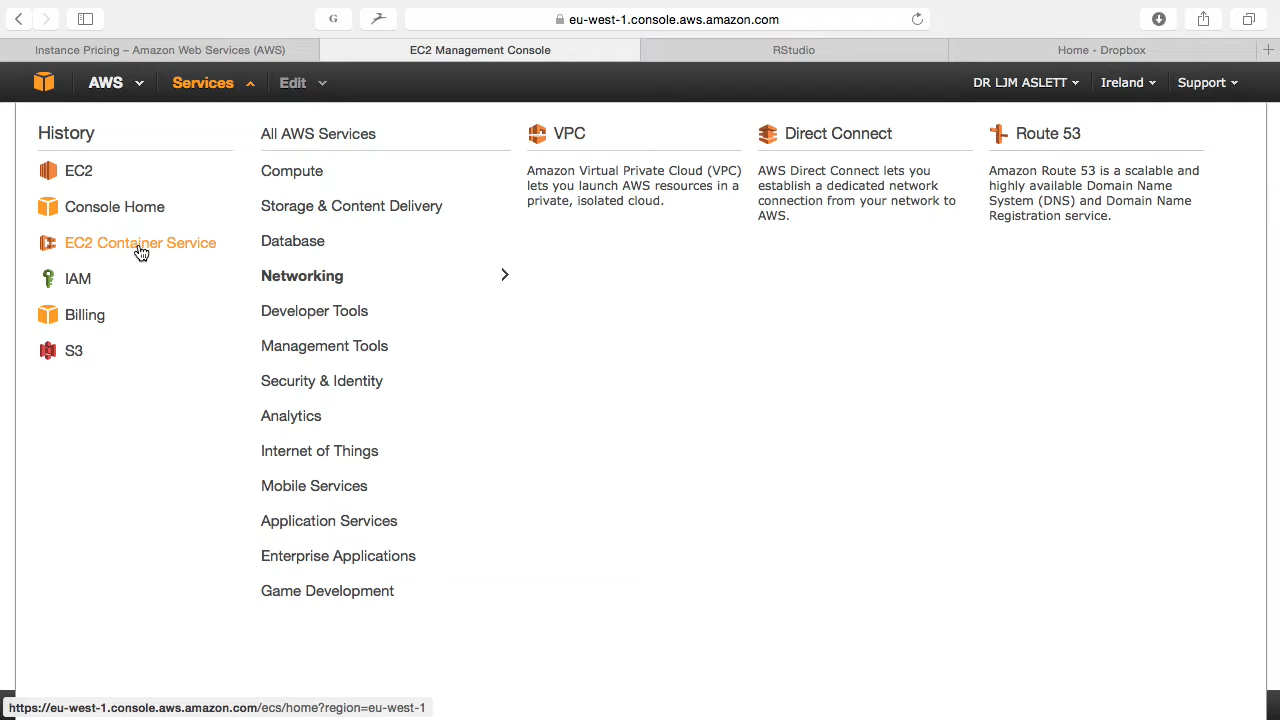 G
eu-west-1.console.aws.amazon.com
Instance Pricing – Amazon Web Services (AWS)
EC2 Management Console
RStudio
Home - Dropbox
AWS
Services
Edit
DR LJM ASLETT
Ireland
Support
History
EC2
Console Home
EC2 Container Service
IAM
Billing
S3
All AWS Services
Compute
Storage & Content Delivery
Database
Networking
Developer Tools
Management Tools
Security & Identity
Analytics
Internet of Things
Mobile Services
Application Services
Enterprise Applications
Game Development
VPC
Amazon Virtual Private Cloud (VPC)
lets you launch AWS resources in a
private, isolated cloud.
Direct Connect
AWS Direct Connect lets you
establish a dedicated network
connection from your network to
AWS.
Route 53
Amazon Route 53 is a scalable and
highly available Domain Name
System (DNS) and Domain Name
Registration service.
https://eu-west-1.console.aws.amazon.com/ecs/home?region=eu-west-1